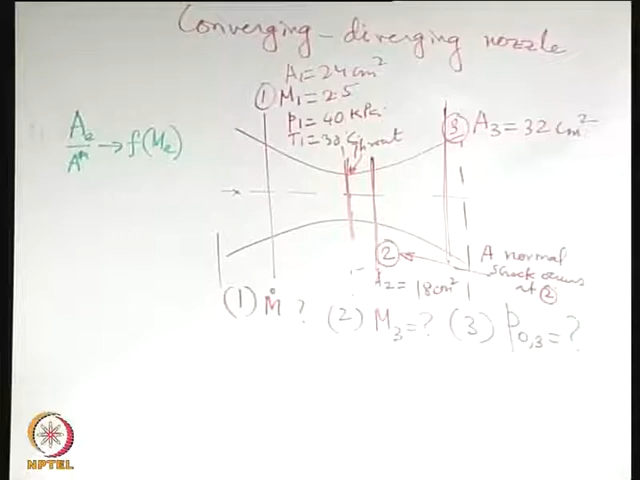 Converging - diverging nozzle
A1 = 24 cm²
① M1 = 2.5
P1 = 40 KPa
T1 = 30°C
throat
③ A3 = 32 cm²
Ae/A* → f(Me)
②
A2 = 18 cm²
A normal
shock occurs
at ②
(1) ṁ ? (2) M3 = ? (3) P0,3 = ?
NPTEL